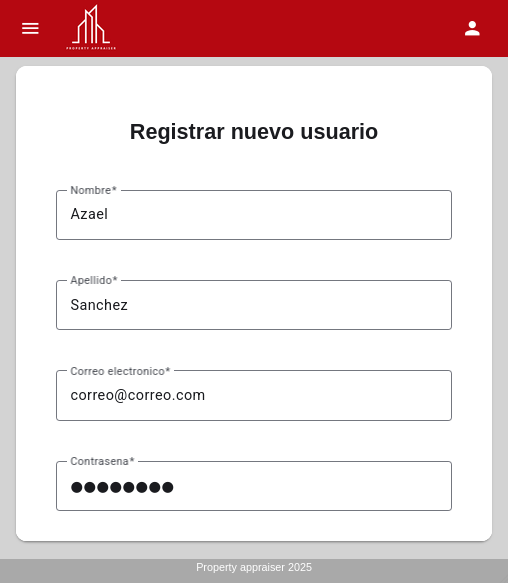 PROPERTY APPRAISER
Registrar nuevo usuario
Nombre*
Azael
Apellido*
Sanchez
Correo electronico*
correo@correo.com
Contrasena*
●●●●●●●●
Property appraiser 2025